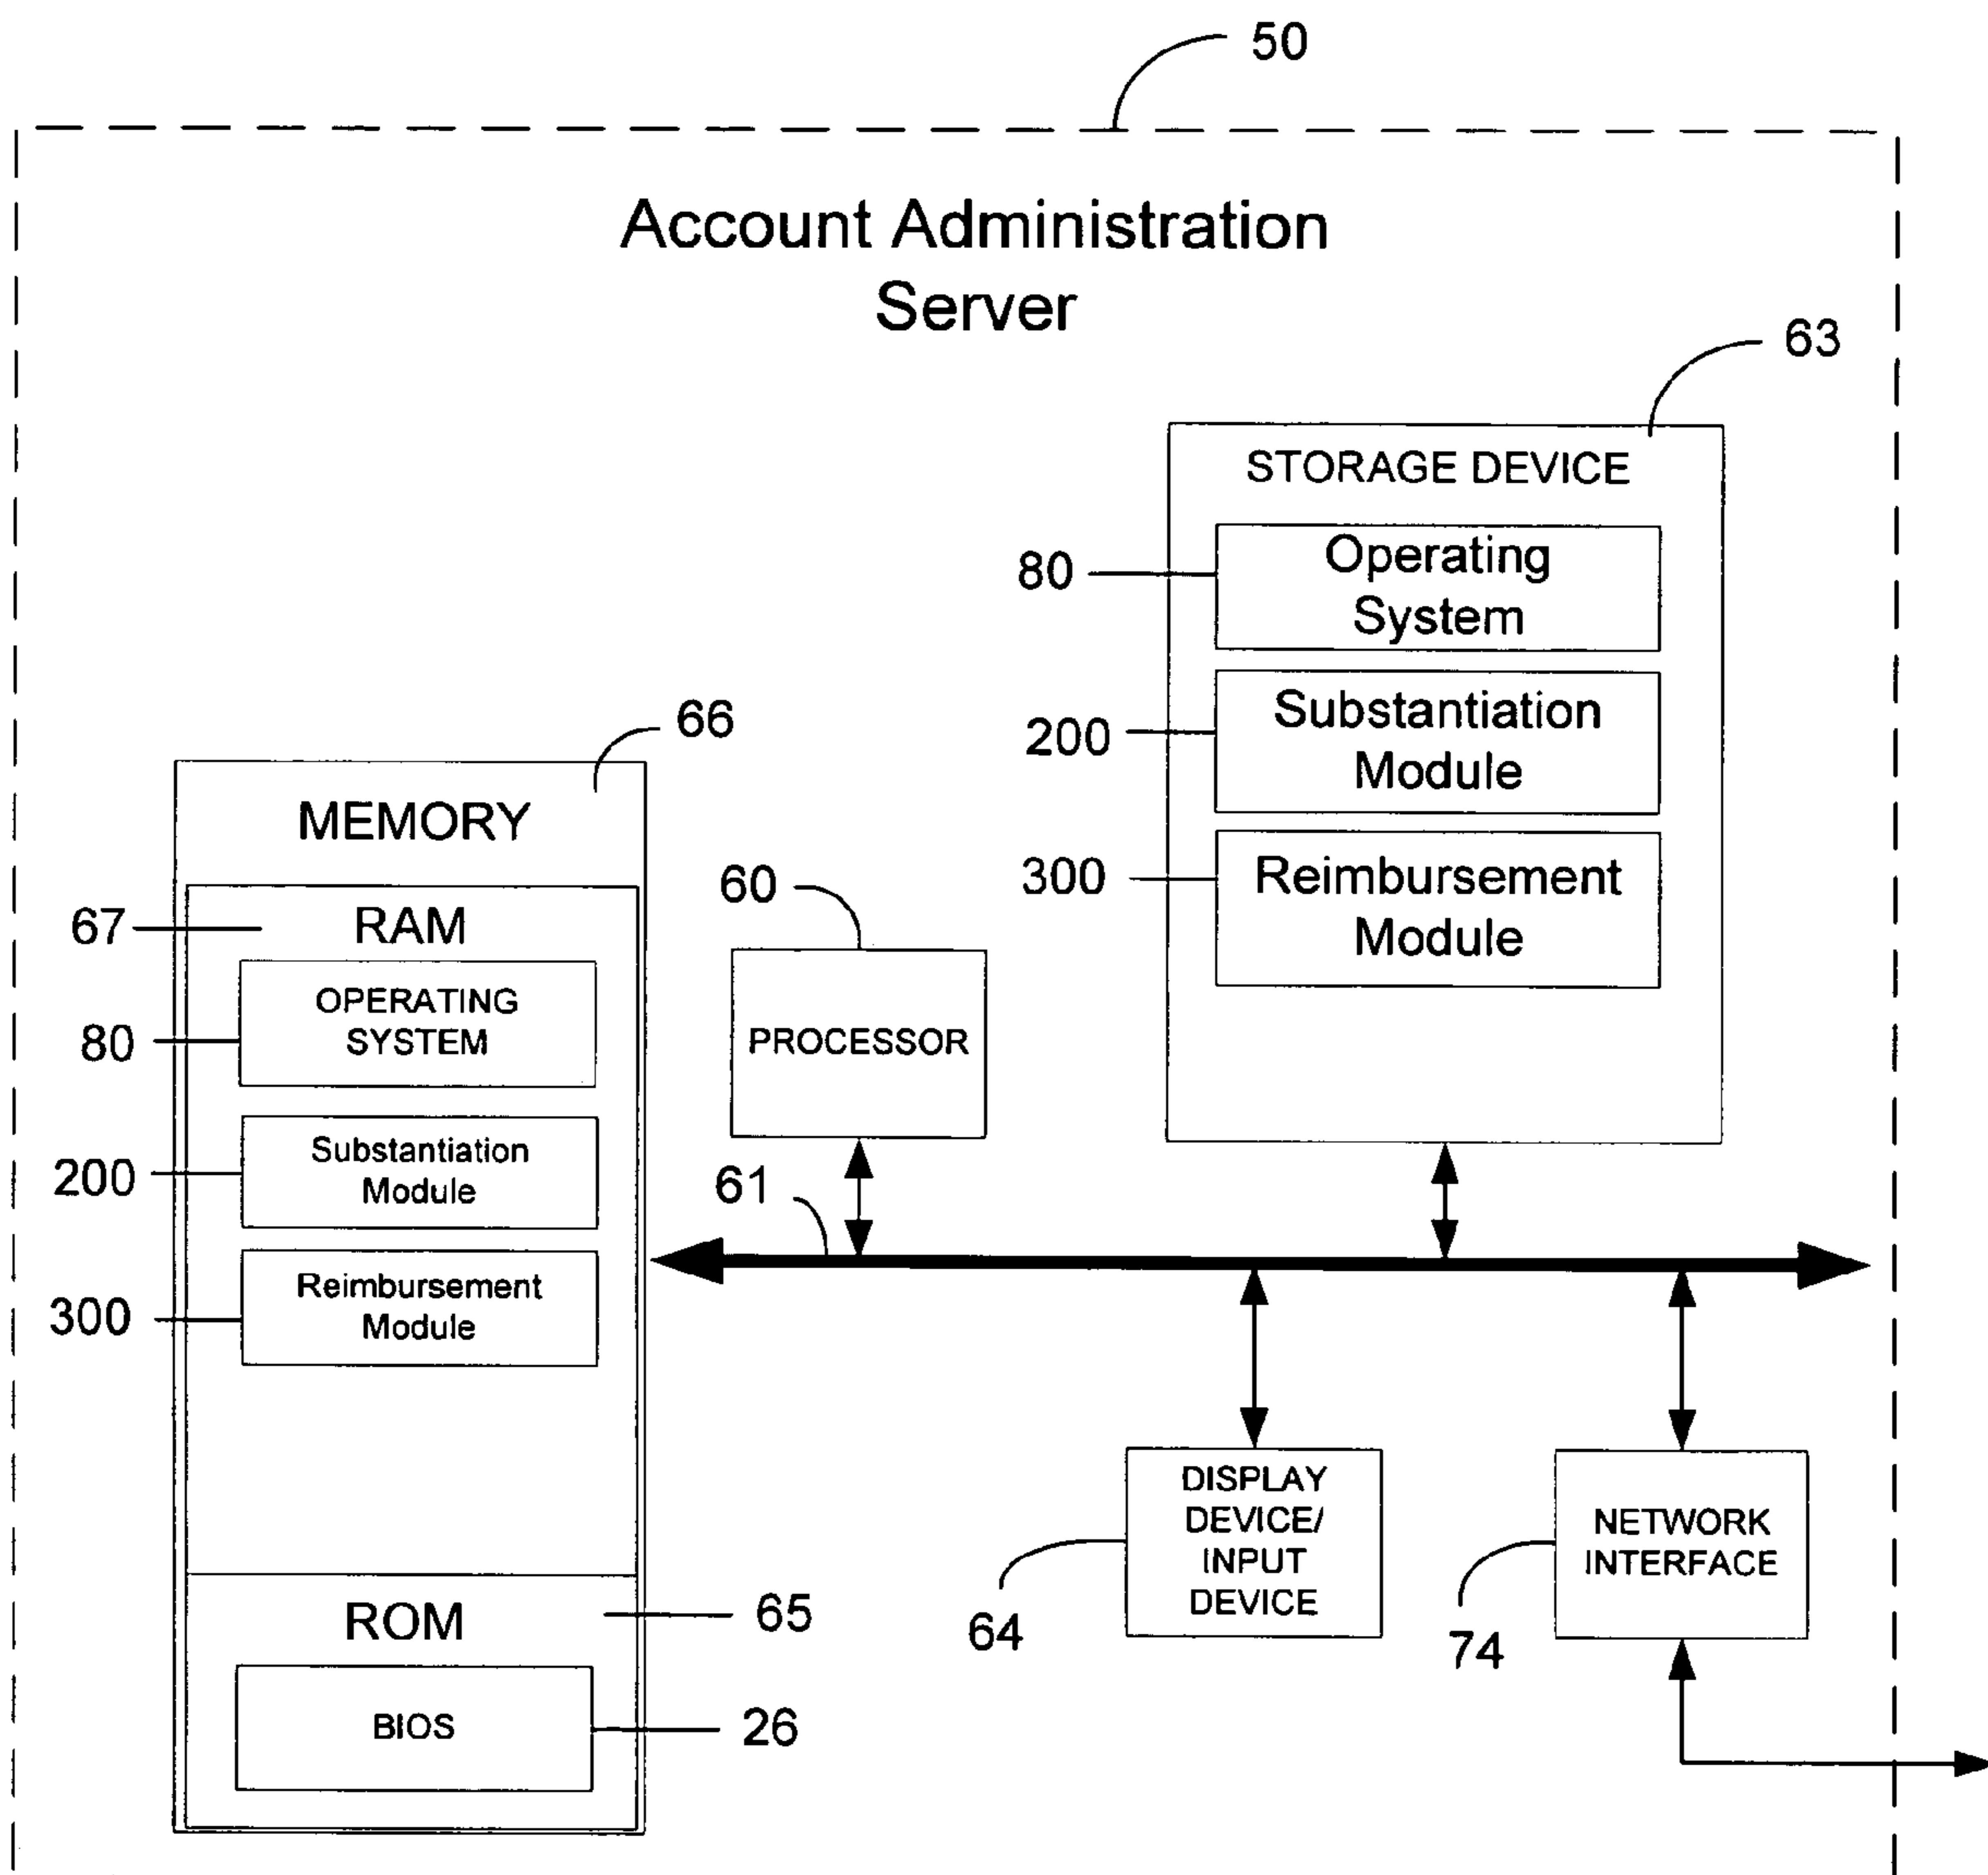 50
Account Administration
Server
63
STORAGE DEVICE
80
Operating
System
200
Substantiation
Module
300
Reimbursement
Module
66
MEMORY
67
RAM
80
OPERATING
SYSTEM
200
Substantiation
Module
300
Reimbursement
Module
65
ROM
26
BIOS
60
PROCESSOR
61
64
DISPLAY
DEVICE/
INPUT
DEVICE
74
NETWORK
INTERFACE